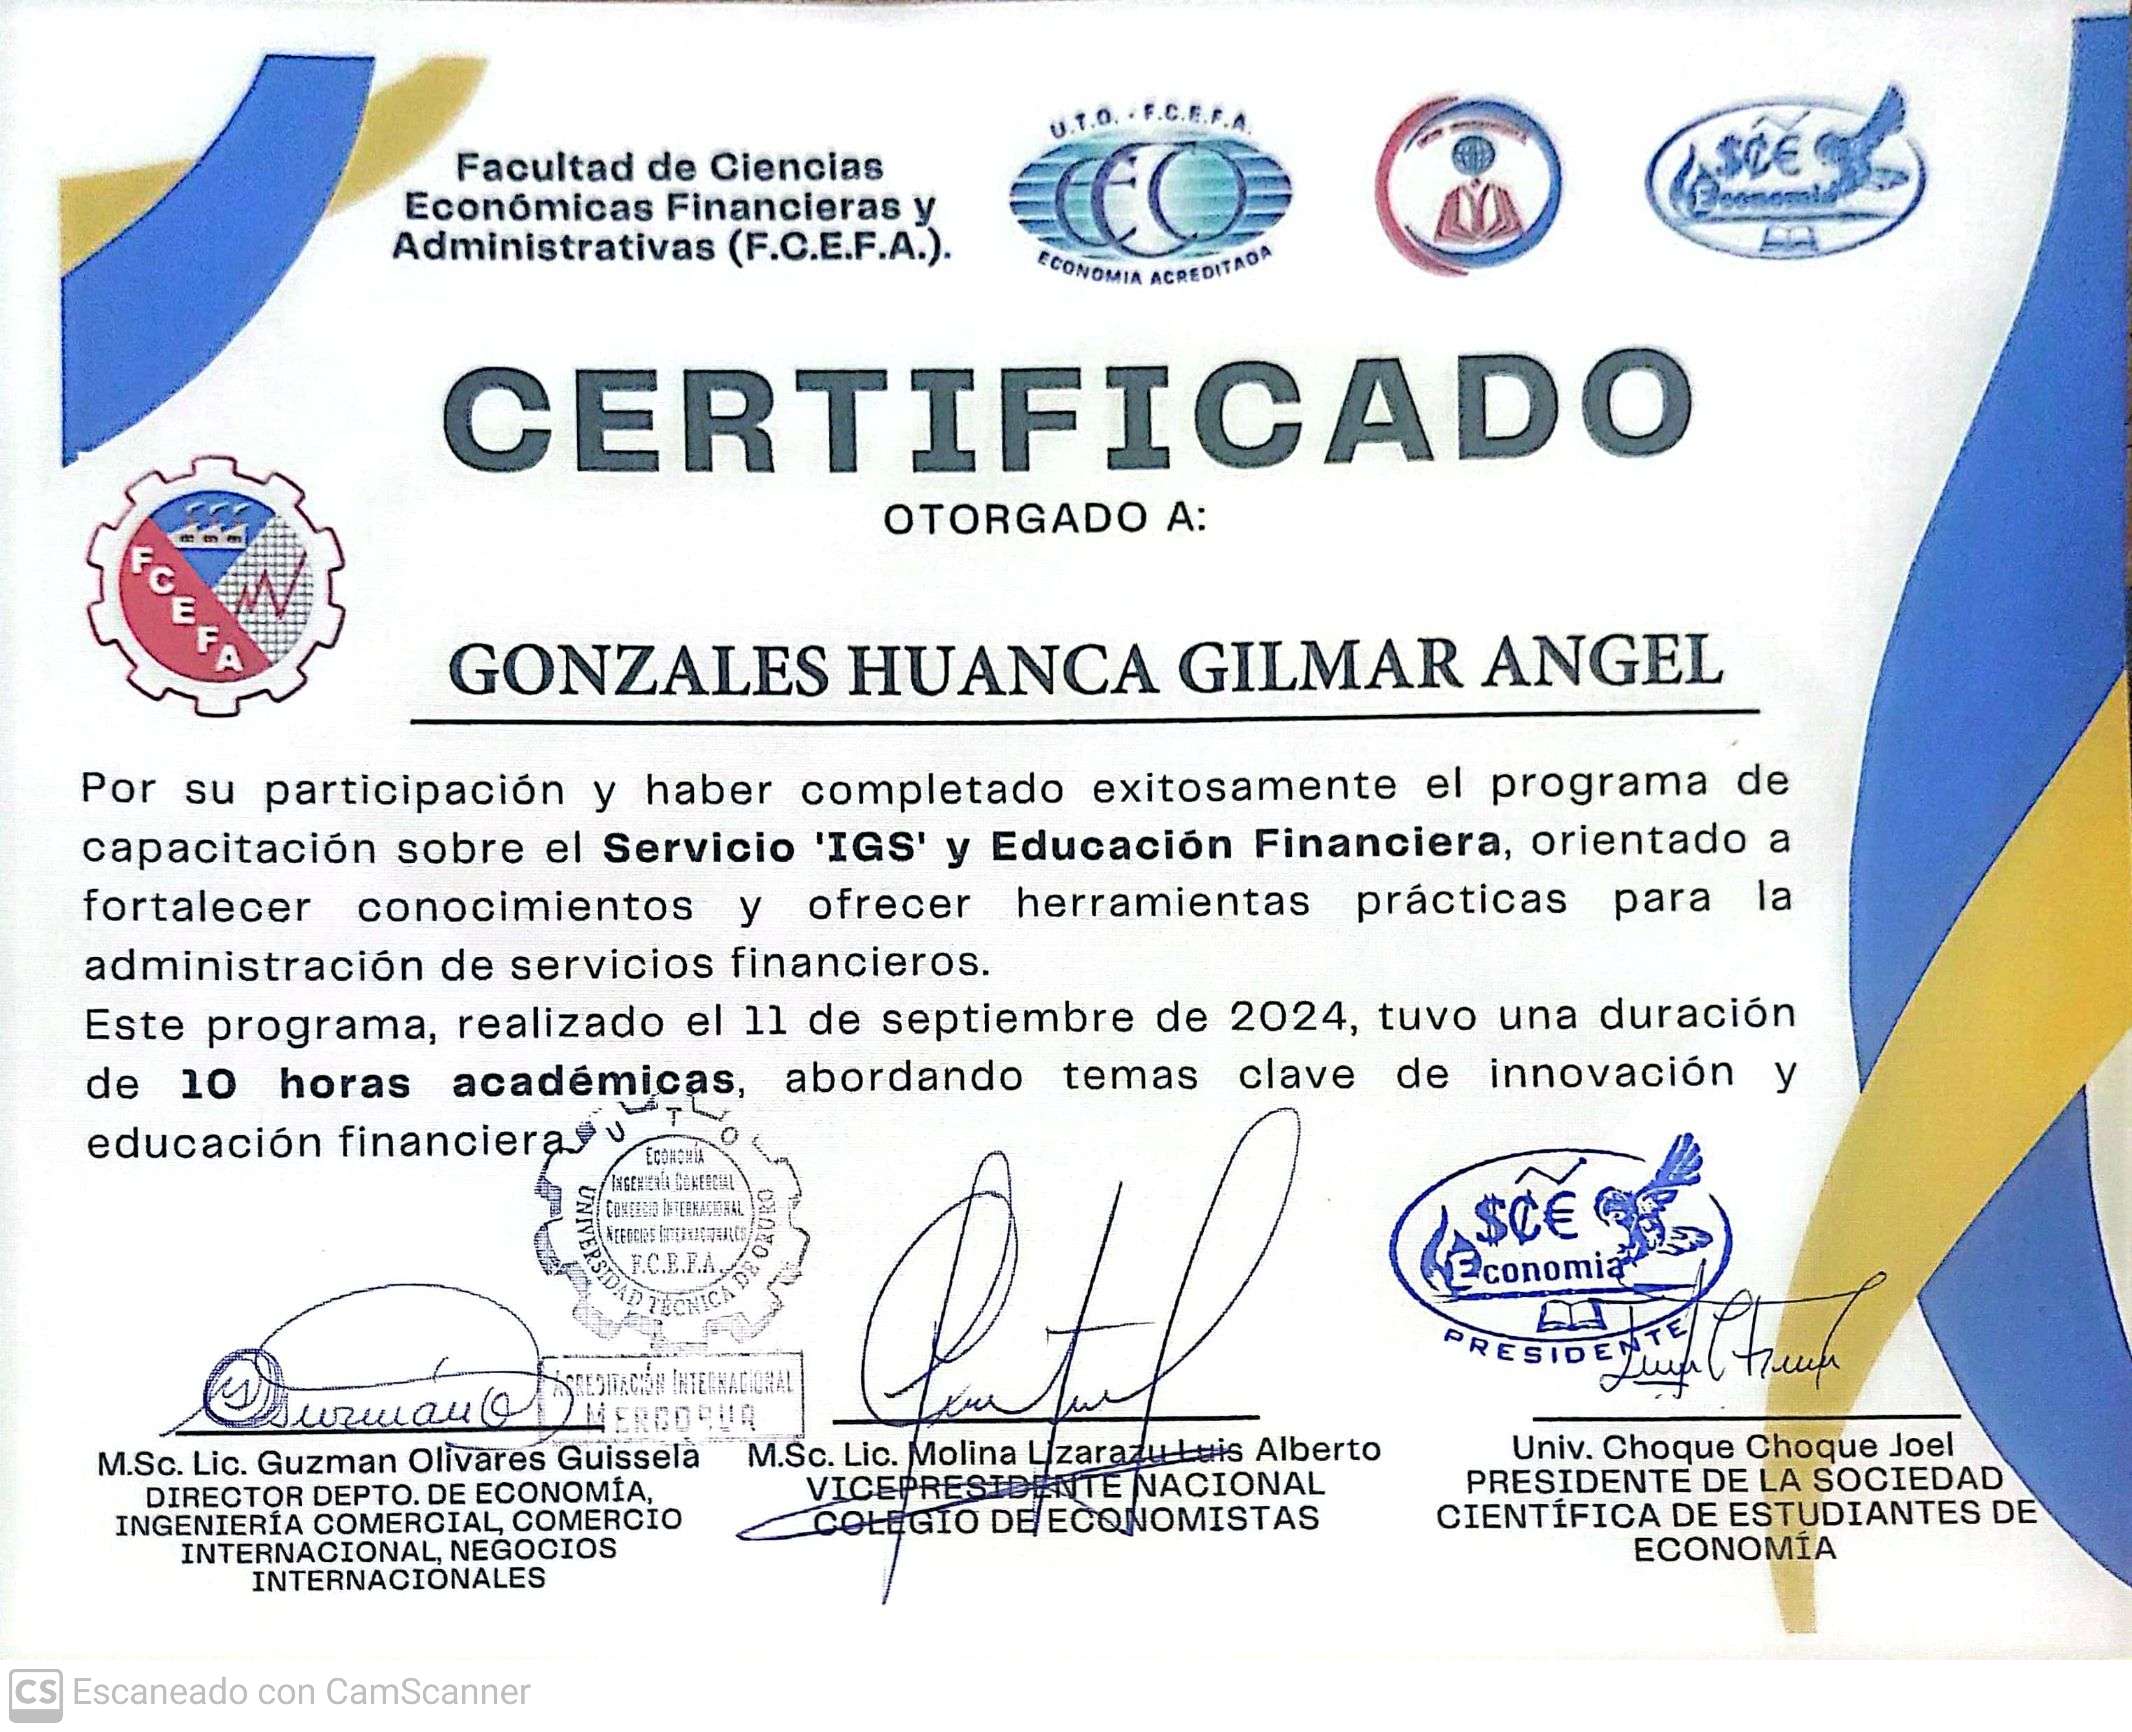 Facultad de Ciencias
Económicas Financieras y
Administrativas (F.C.E.F.A.).
U.T.O. - F.C.E.F.A.
CEO
ECONOMIA ACREDITADA
$₵€
Economia
CERTIFICADO
OTORGADO A:
FCEFA
GONZALES HUANCA GILMAR ANGEL
Por su participación y haber completado exitosamente el programa de
capacitación sobre el Servicio 'IGS' y Educación Financiera, orientado a
fortalecer conocimientos y ofrecer herramientas prácticas para la
administración de servicios financieros.
Este programa, realizado el 11 de septiembre de 2024, tuvo una duración
de 10 horas académicas, abordando temas clave de innovación y
educación financiera
U T O
ECONOMÍA
INGENIERÍA COMERCIAL
COMERCIO INTERNACIONAL
NEGOCIOS INTERNACIONALES
F.C.E.F.A.
UNIVERSIDAD TECNICA DE ORURO
ACREDITACIÓN INTERNACIONAL
MERCOSUR
$₵€
Economia
PRESIDENTE
Guzmán O
M.Sc. Lic. Guzman Olivares Guissela
DIRECTOR DEPTO. DE ECONOMÍA,
INGENIERÍA COMERCIAL, COMERCIO
INTERNACIONAL, NEGOCIOS
INTERNACIONALES
M.Sc. Lic. Molina Lizarazu Luis Alberto
VICEPRESIDENTE NACIONAL
COLEGIO DE ECONOMISTAS
Univ. Choque Choque Joel
PRESIDENTE DE LA SOCIEDAD
CIENTÍFICA DE ESTUDIANTES DE
ECONOMÍA
CS Escaneado con CamScanner